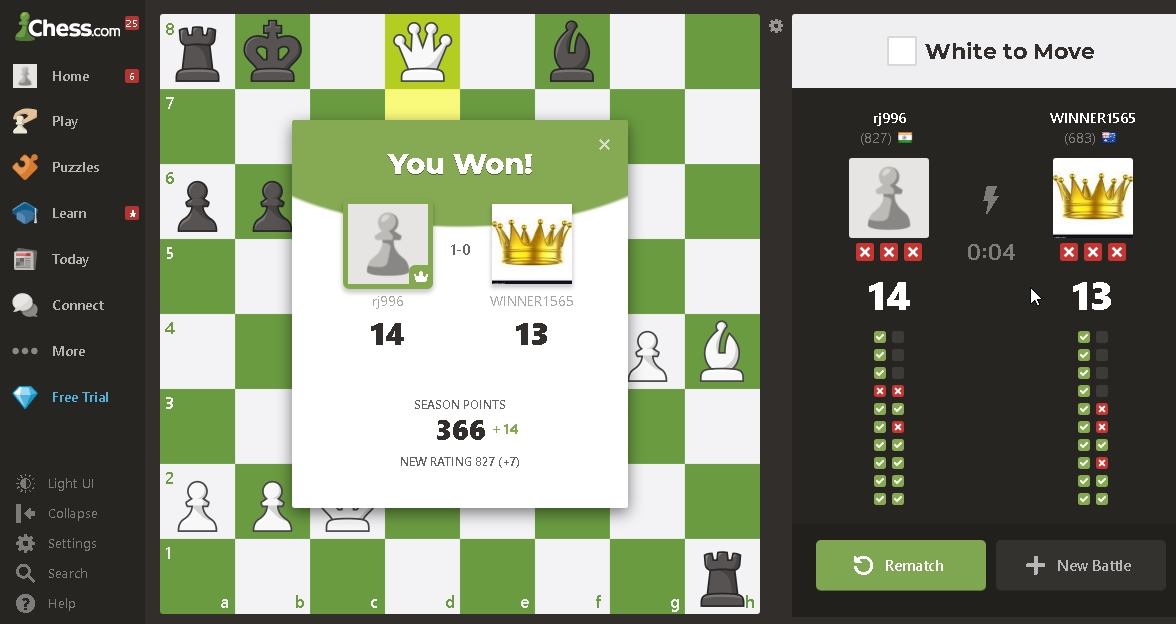 Chess.com 25
Home 6
Play
Puzzles
Learn
Today
Connect
More
Free Trial
Light UI
Collapse
Settings
Search
Help
8
7
6
5
4
3
2
1
a b c d e f g h
You Won!
×
1-0
rj996 WINNER1565
14 13
SEASON POINTS
366 +14
NEW RATING 827 (+7)
White to Move
rj996 WINNER1565
(827) (683)
0:04
14 13
Rematch
New Battle